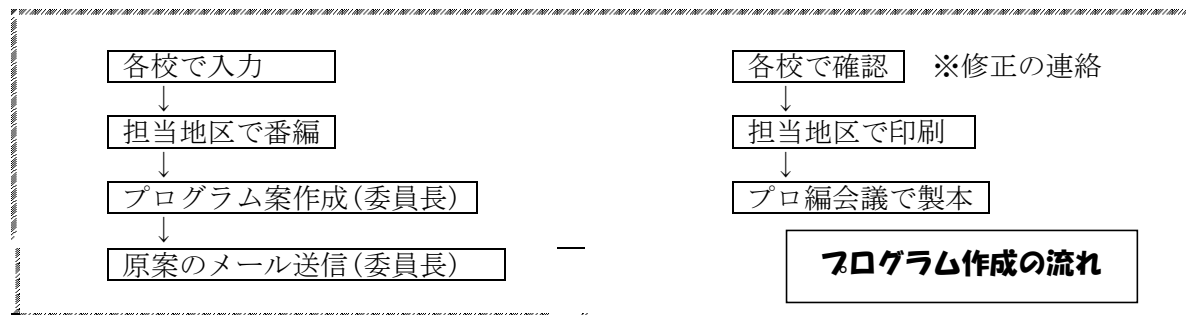 各校で入力
↓
担当地区で番編
↓
プログラム案作成(委員長)
↓
原案のメール送信(委員長)
各校で確認 ※修正の連絡
↓
担当地区で印刷
↓
プロ編会議で製本
プログラム作成の流れ